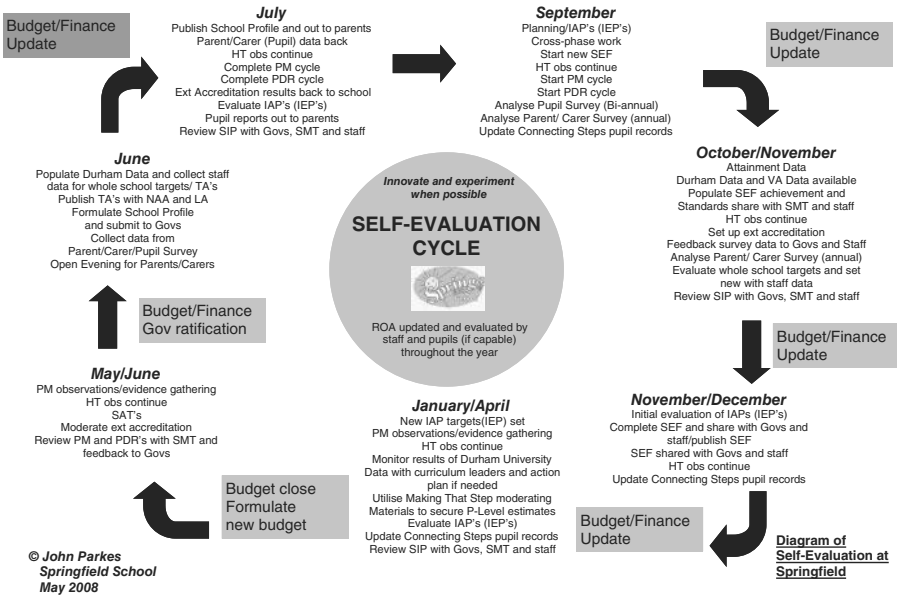 Budget/Finance
Update
July
Publish School Profile and out to parents
Parent/Carer (Pupil) data back
HT obs continue
Complete PM cycle
Complete PDR cycle
Ext Accreditation results back to school
Evaluate IAP's (IEP's)
Pupil reports out to parents
Review SIP with Govs, SMT and staff
September
Planning/IAP's (IEP's)
Cross-phase work
Start new SEF
HT obs continue
Start PM cycle
Start PDR cycle
Analyse Pupil Survey (Bi-annual)
Analyse Parent/ Carer Survey (annual)
Update Connecting Steps pupil records
Budget/Finance
Update
October/November
Attainment Data
Durham Data and VA Data available
Populate SEF achievement and
Standards share with SMT and staff
HT obs continue
Set up ext accreditation
Feedback survey data to Govs and Staff
Analyse Parent/ Carer Survey (annual)
Evaluate whole school targets and set
new with staff data
Review SIP with Govs, SMT and staff
Budget/Finance
Update
November/December
Initial evaluation of IAPs (IEP's)
Complete SEF and share with Govs and
staff/publish SEF
SEF shared with Govs and staff
HT obs continue
Update Connecting Steps pupil records
Budget/Finance
Update
January/April
New IAP targets(IEP) set
PM observations/evidence gathering
HT obs continue
Monitor results of Durham University
Data with curriculum leaders and action
plan if needed
Utilise Making That Step moderating
Materials to secure P-Level estimates
Evaluate IAP's (IEP's)
Update Connecting Steps pupil records
Review SIP with Govs, SMT and staff
Budget close
Formulate
new budget
May/June
PM observations/evidence gathering
HT obs continue
SAT's
Moderate ext accreditation
Review PM and PDR's with SMT and
feedback to Govs
Budget/Finance
Gov ratification
June
Populate Durham Data and collect staff
data for whole school targets/ TA's
Publish TA's with NAA and LA
Formulate School Profile
and submit to Govs
Collect data from
Parent/Carer/Pupil Survey
Open Evening for Parents/Carers
Innovate and experiment
when possible
SELF-EVALUATION
CYCLE
ROA updated and evaluated by
staff and pupils (if capable)
throughout the year
© John Parkes
Springfield School
May 2008
Diagram of
Self-Evaluation at
Springfield